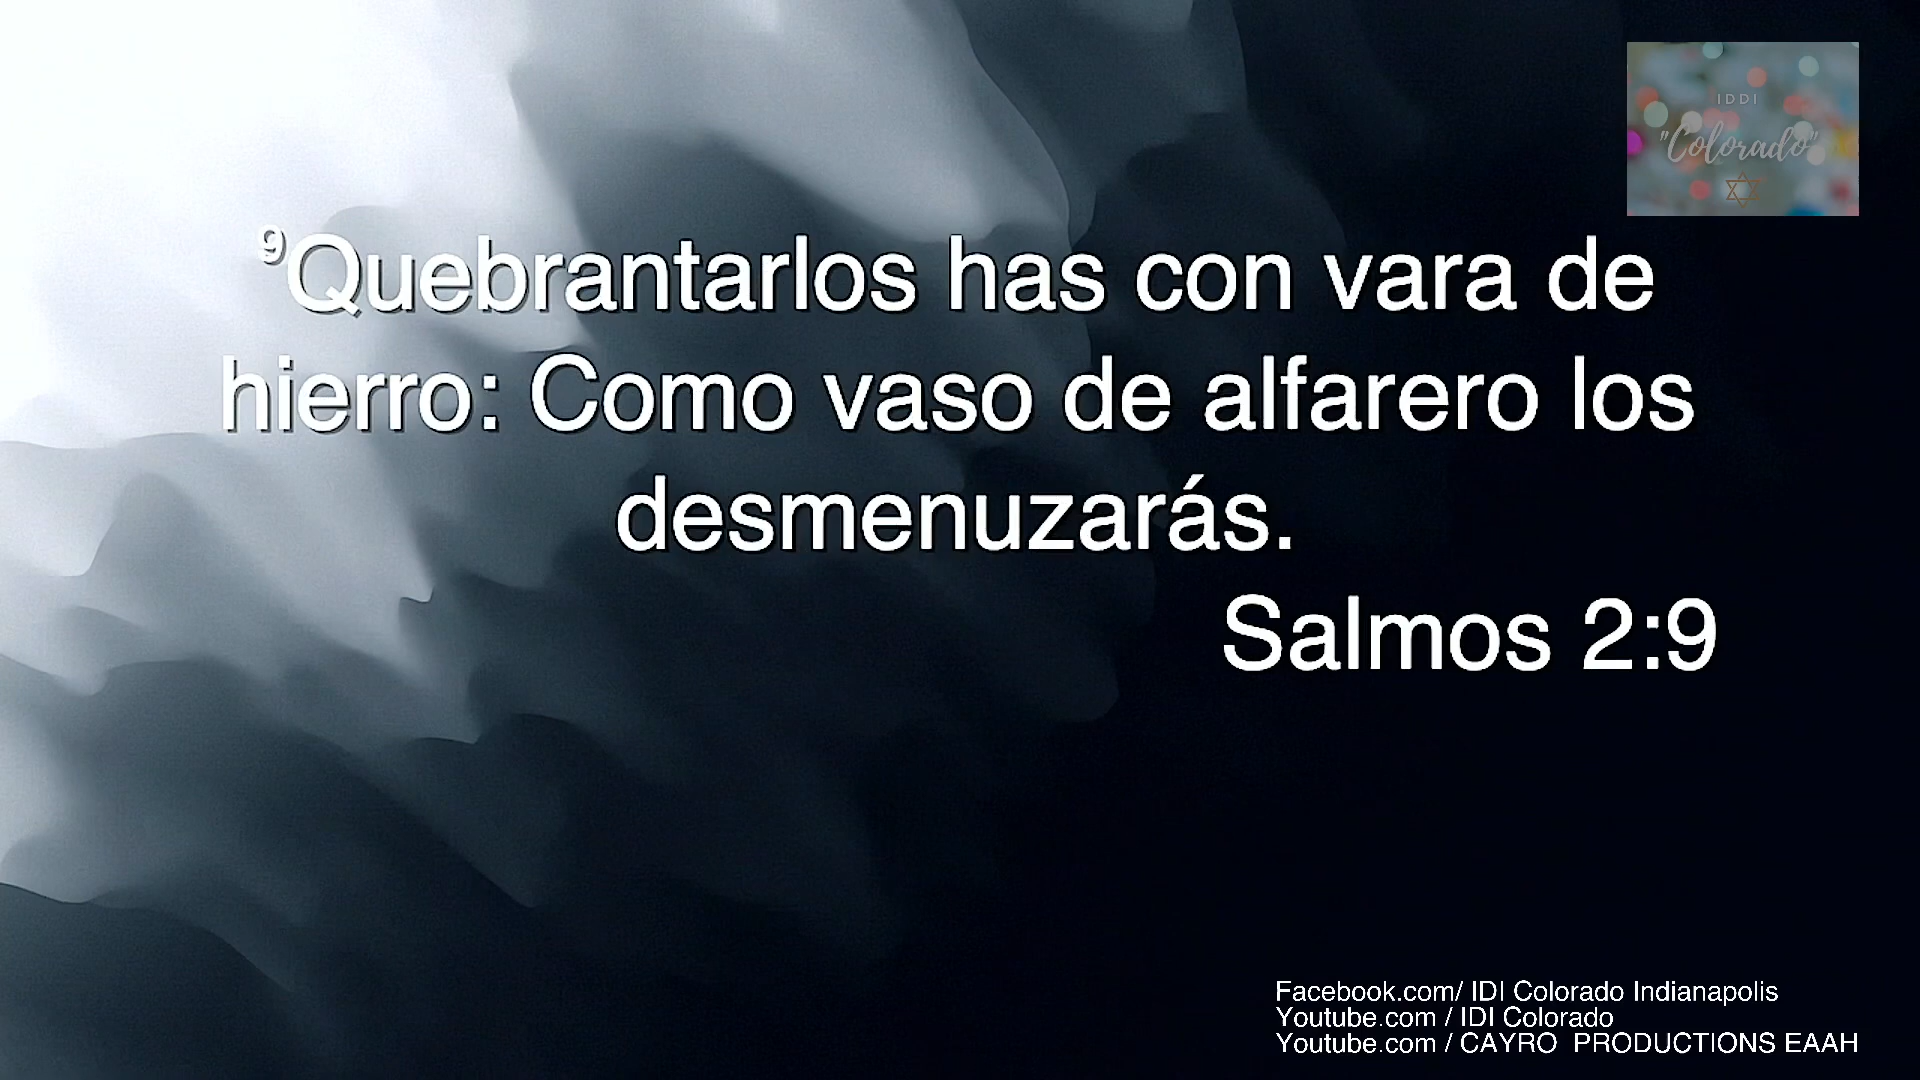 IDDI
"Colorado"
⁹Quebrantarlos has con vara de
hierro: Como vaso de alfarero los
desmenuzarás.
Salmos 2:9
Facebook.com/ IDI Colorado Indianapolis
Youtube.com / IDI Colorado
Youtube.com / CAYRO  PRODUCTIONS EAAH